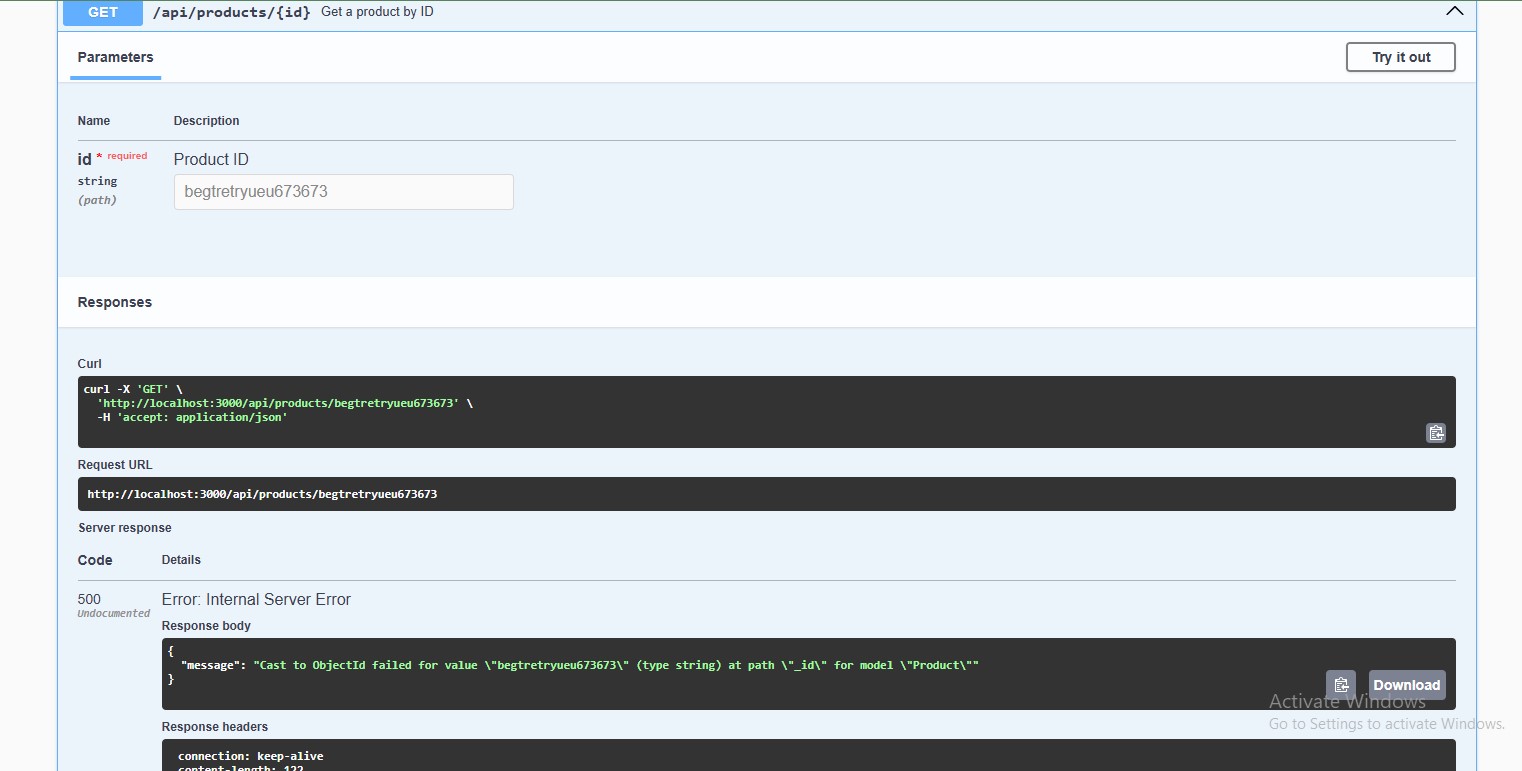 GET /api/products/{id} Get a product by ID
Parameters
Try it out
Name Description
id * required Product ID
string
(path)
begtretryueu673673
Responses
Curl
curl -X 'GET' \
'http://localhost:3000/api/products/begtretryueu673673' \
-H 'accept: application/json'
Request URL
http://localhost:3000/api/products/begtretryueu673673
Server response
Code Details
500 Error: Internal Server Error
Undocumented
Response body
{
"message": "Cast to ObjectId failed for value \"begtretryueu673673\" (type string) at path \"_id\" for model \"Product\""
}
Download
Activate Windows
Go to Settings to activate Windows.
Response headers
connection: keep-alive
content-length: 122